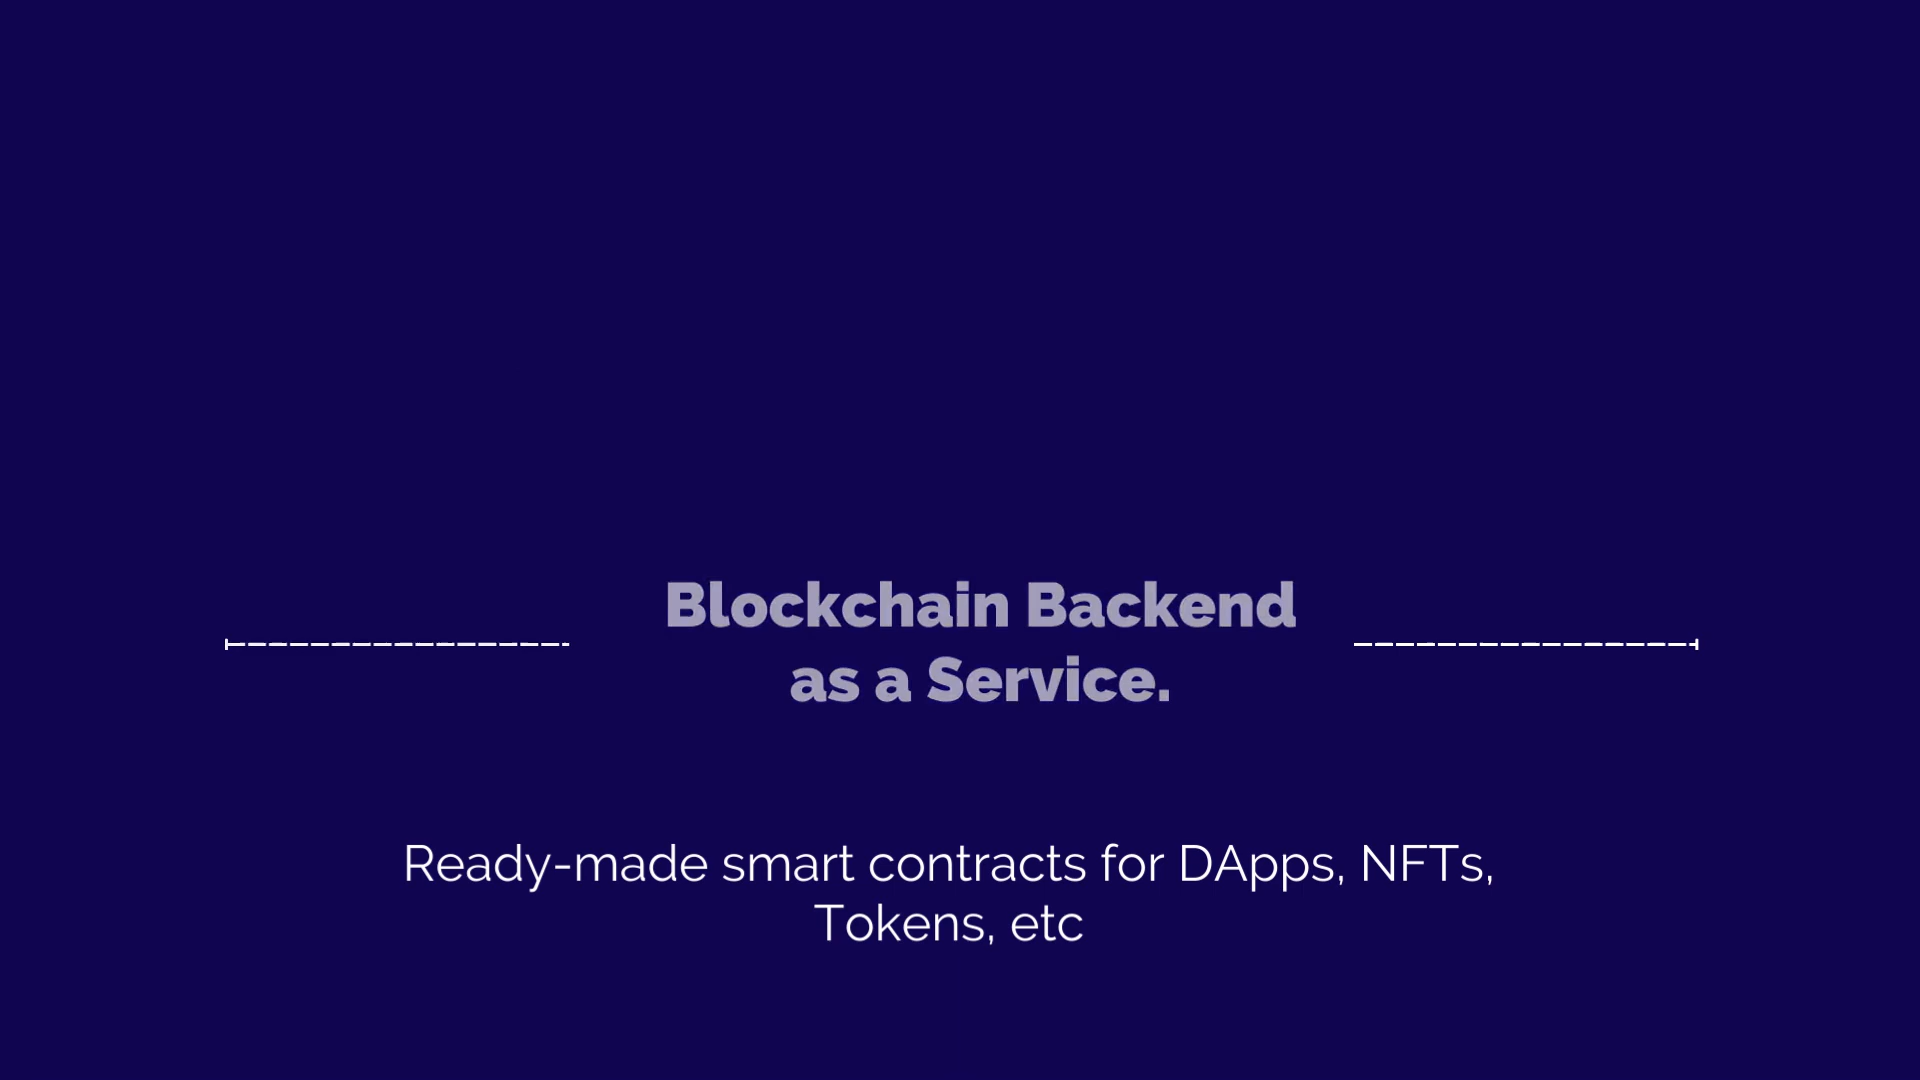 Blockchain Backend
as a Service.
Ready-made smart contracts for DApps, NFTs,
Tokens, etc